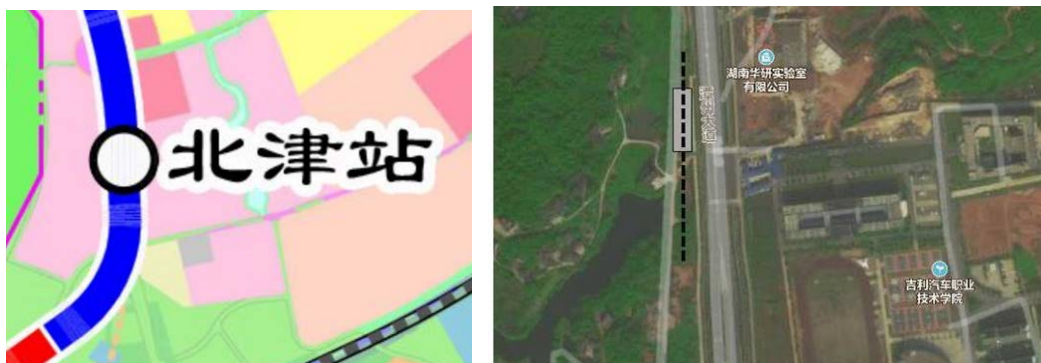 北津站
湖南华研实验室
有限公司
吉利汽车职业
技术学院